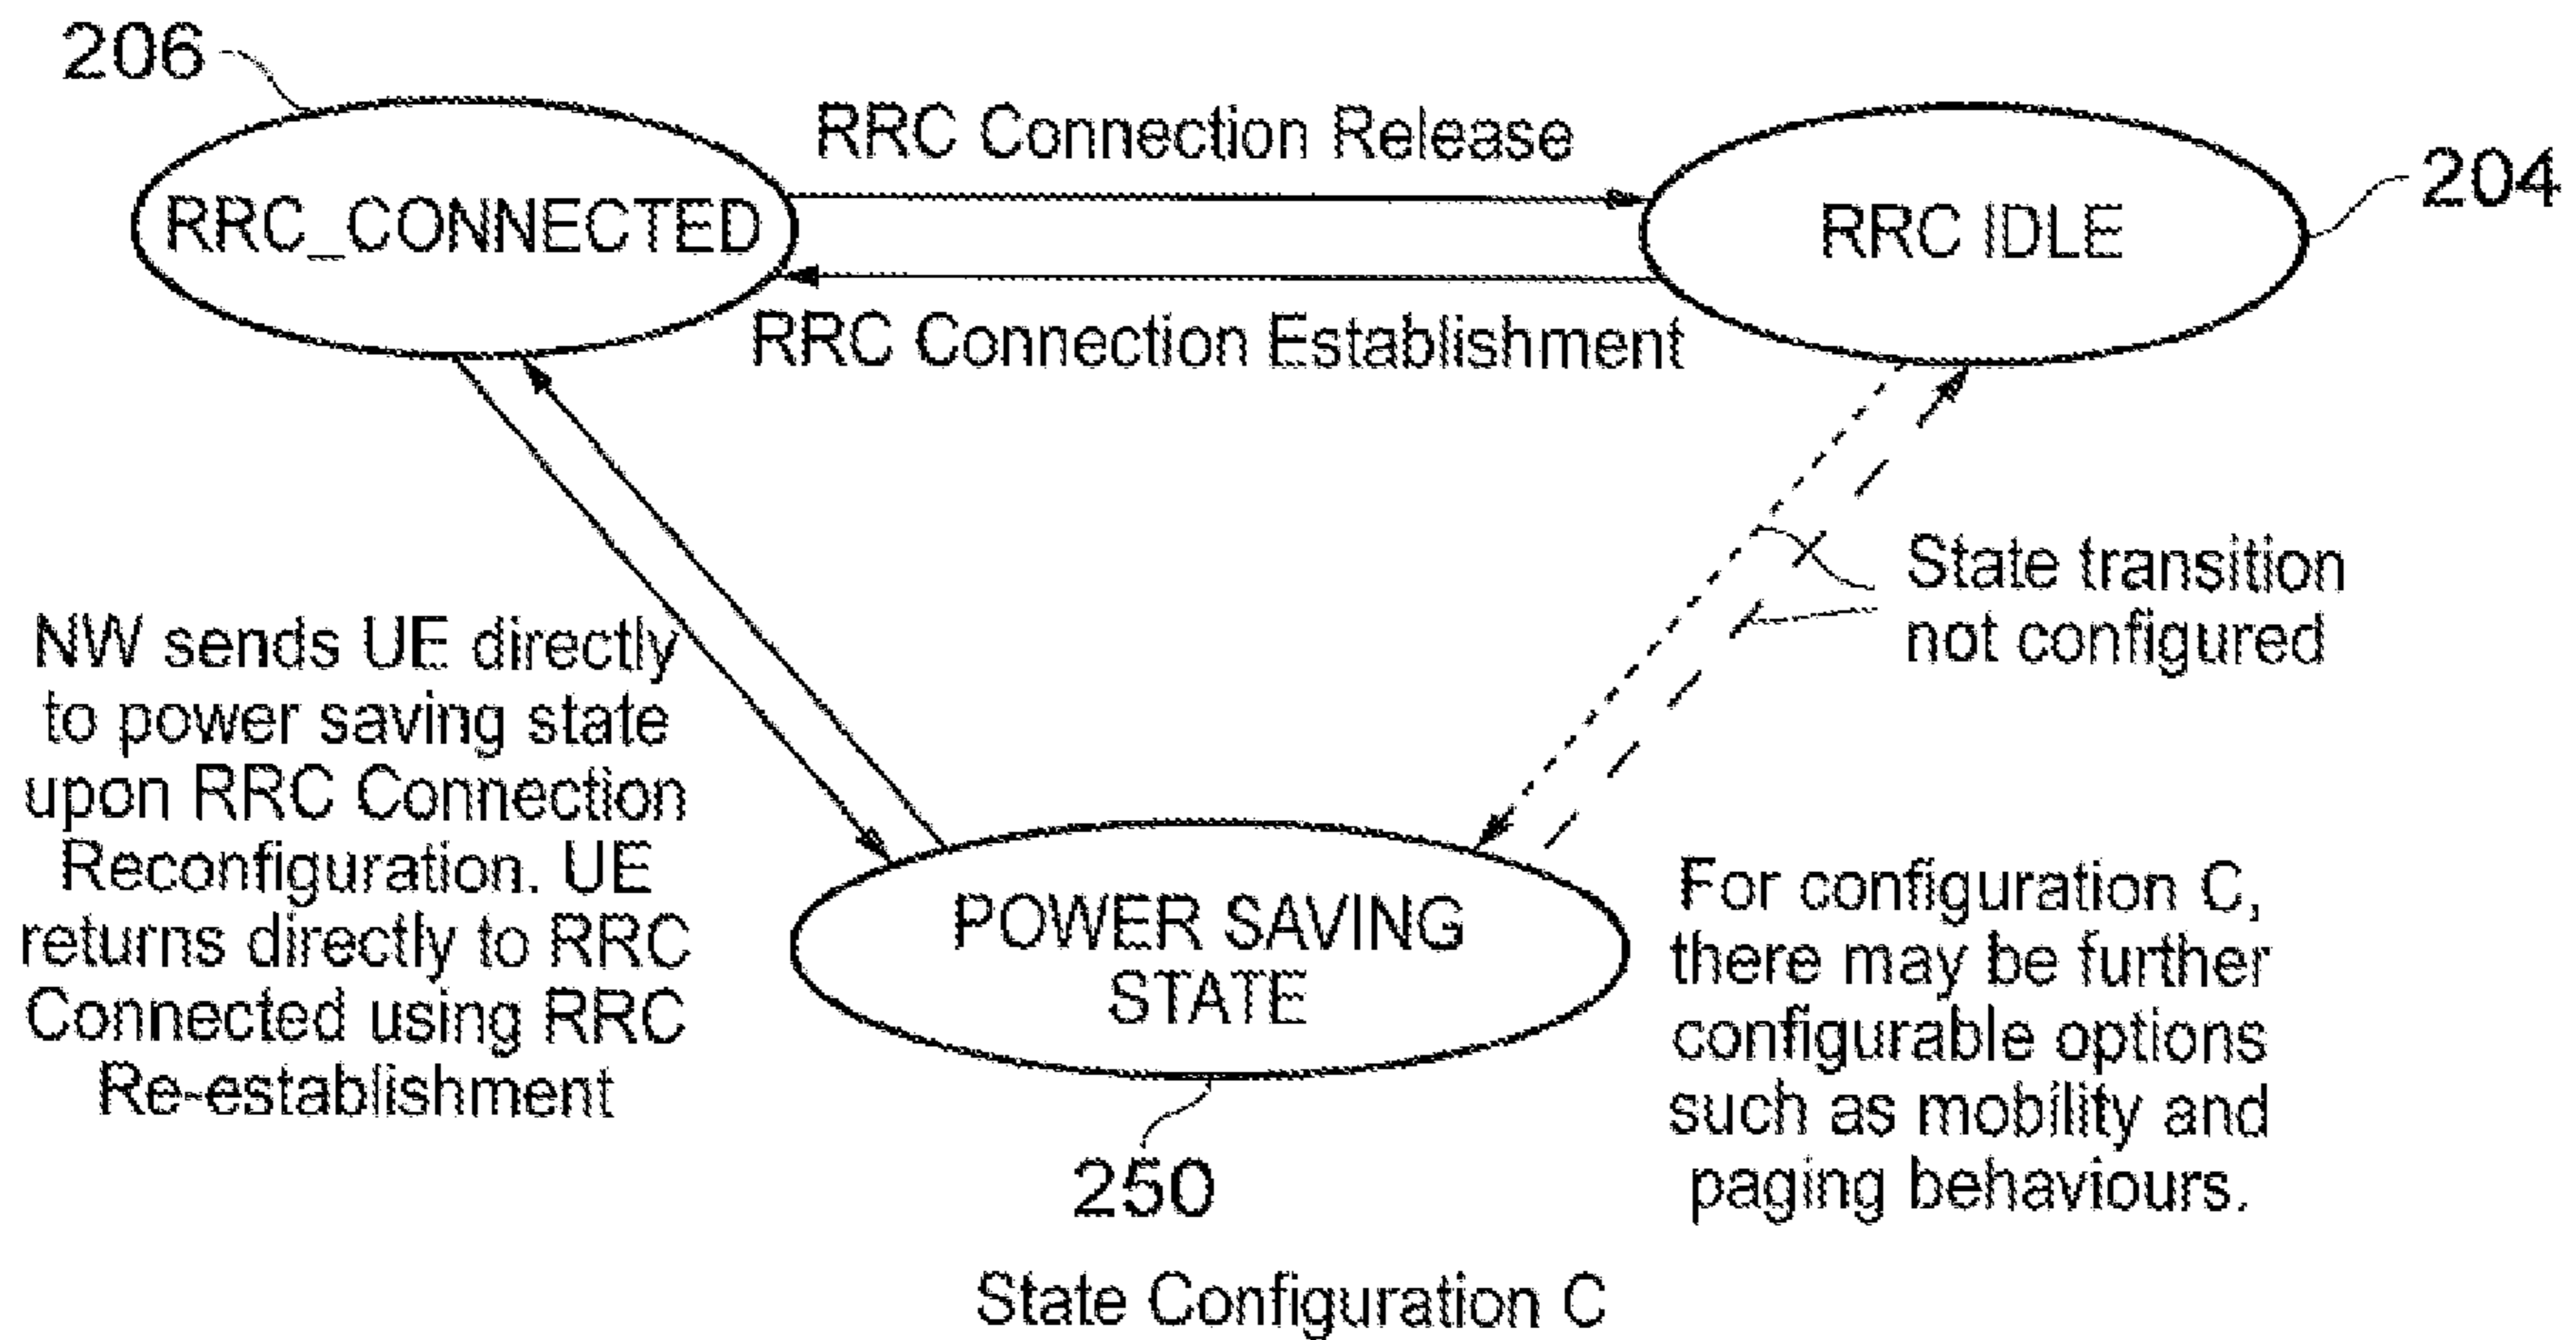 206
RRC Connection Release
204
RRC_CONNECTED
RRC IDLE
RRC Connection Establishment
State transition
not configured
NW sends UE directly
to power saving state
upon RRC Connection
Reconfiguration. UE
returns directly to RRC
Connected using RRC
Re-establishment
POWER SAVING
STATE
For configuration C,
there may be further
configurable options
such as mobility and
paging behaviours.
250
State Configuration C